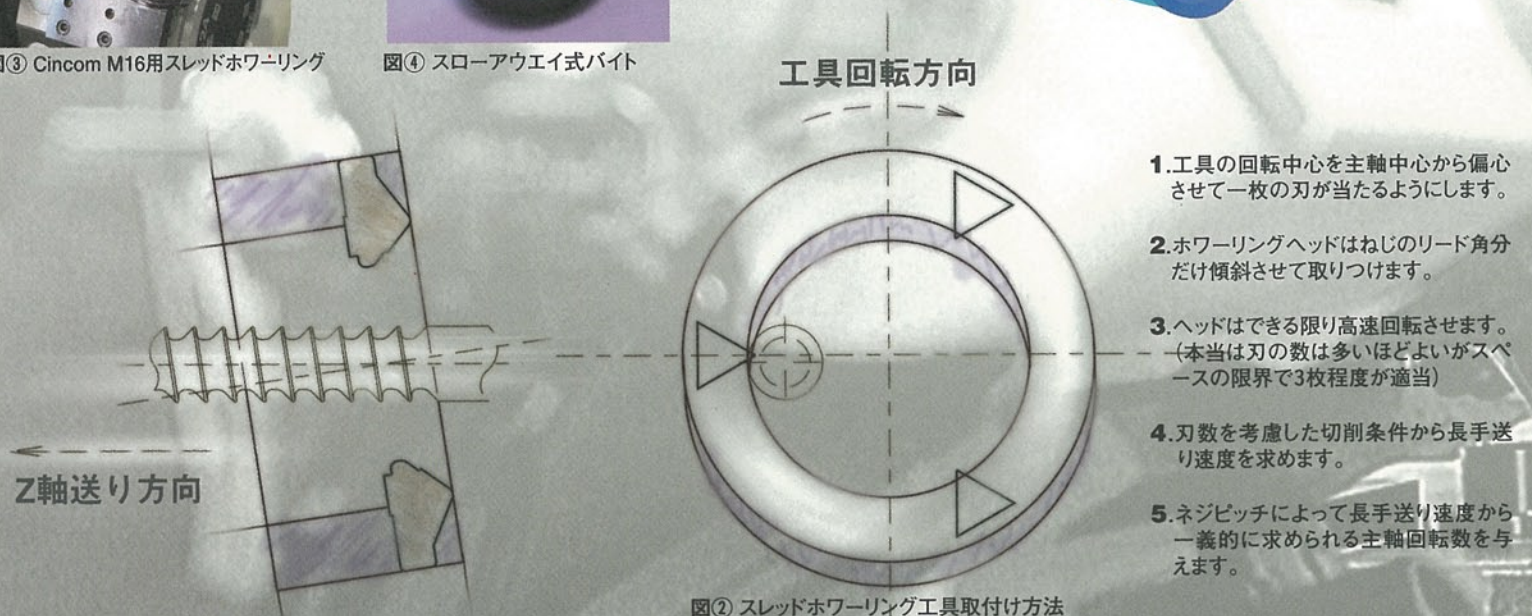 図③ Cincom M16用スレッドホワーリング
図④ スローアウエイ式バイト
工具回転方向
Z軸送り方向
1.工具の回転中心を主軸中心から偏心
させて一枚の刃が当たるようにします。
2.ホワーリングヘッドはねじのリード角分
だけ傾斜させて取りつけます。
3.ヘッドはできる限り高速回転させます。
(本当は刃の数は多いほどよいがスペ
ースの限界で3枚程度が適当)
4.刃数を考慮した切削条件から長手送
り速度を求めます。
5.ネジピッチによって長手送り速度から
一義的に求められる主軸回転数を与
えます。
図② スレッドホワーリング工具取付け方法